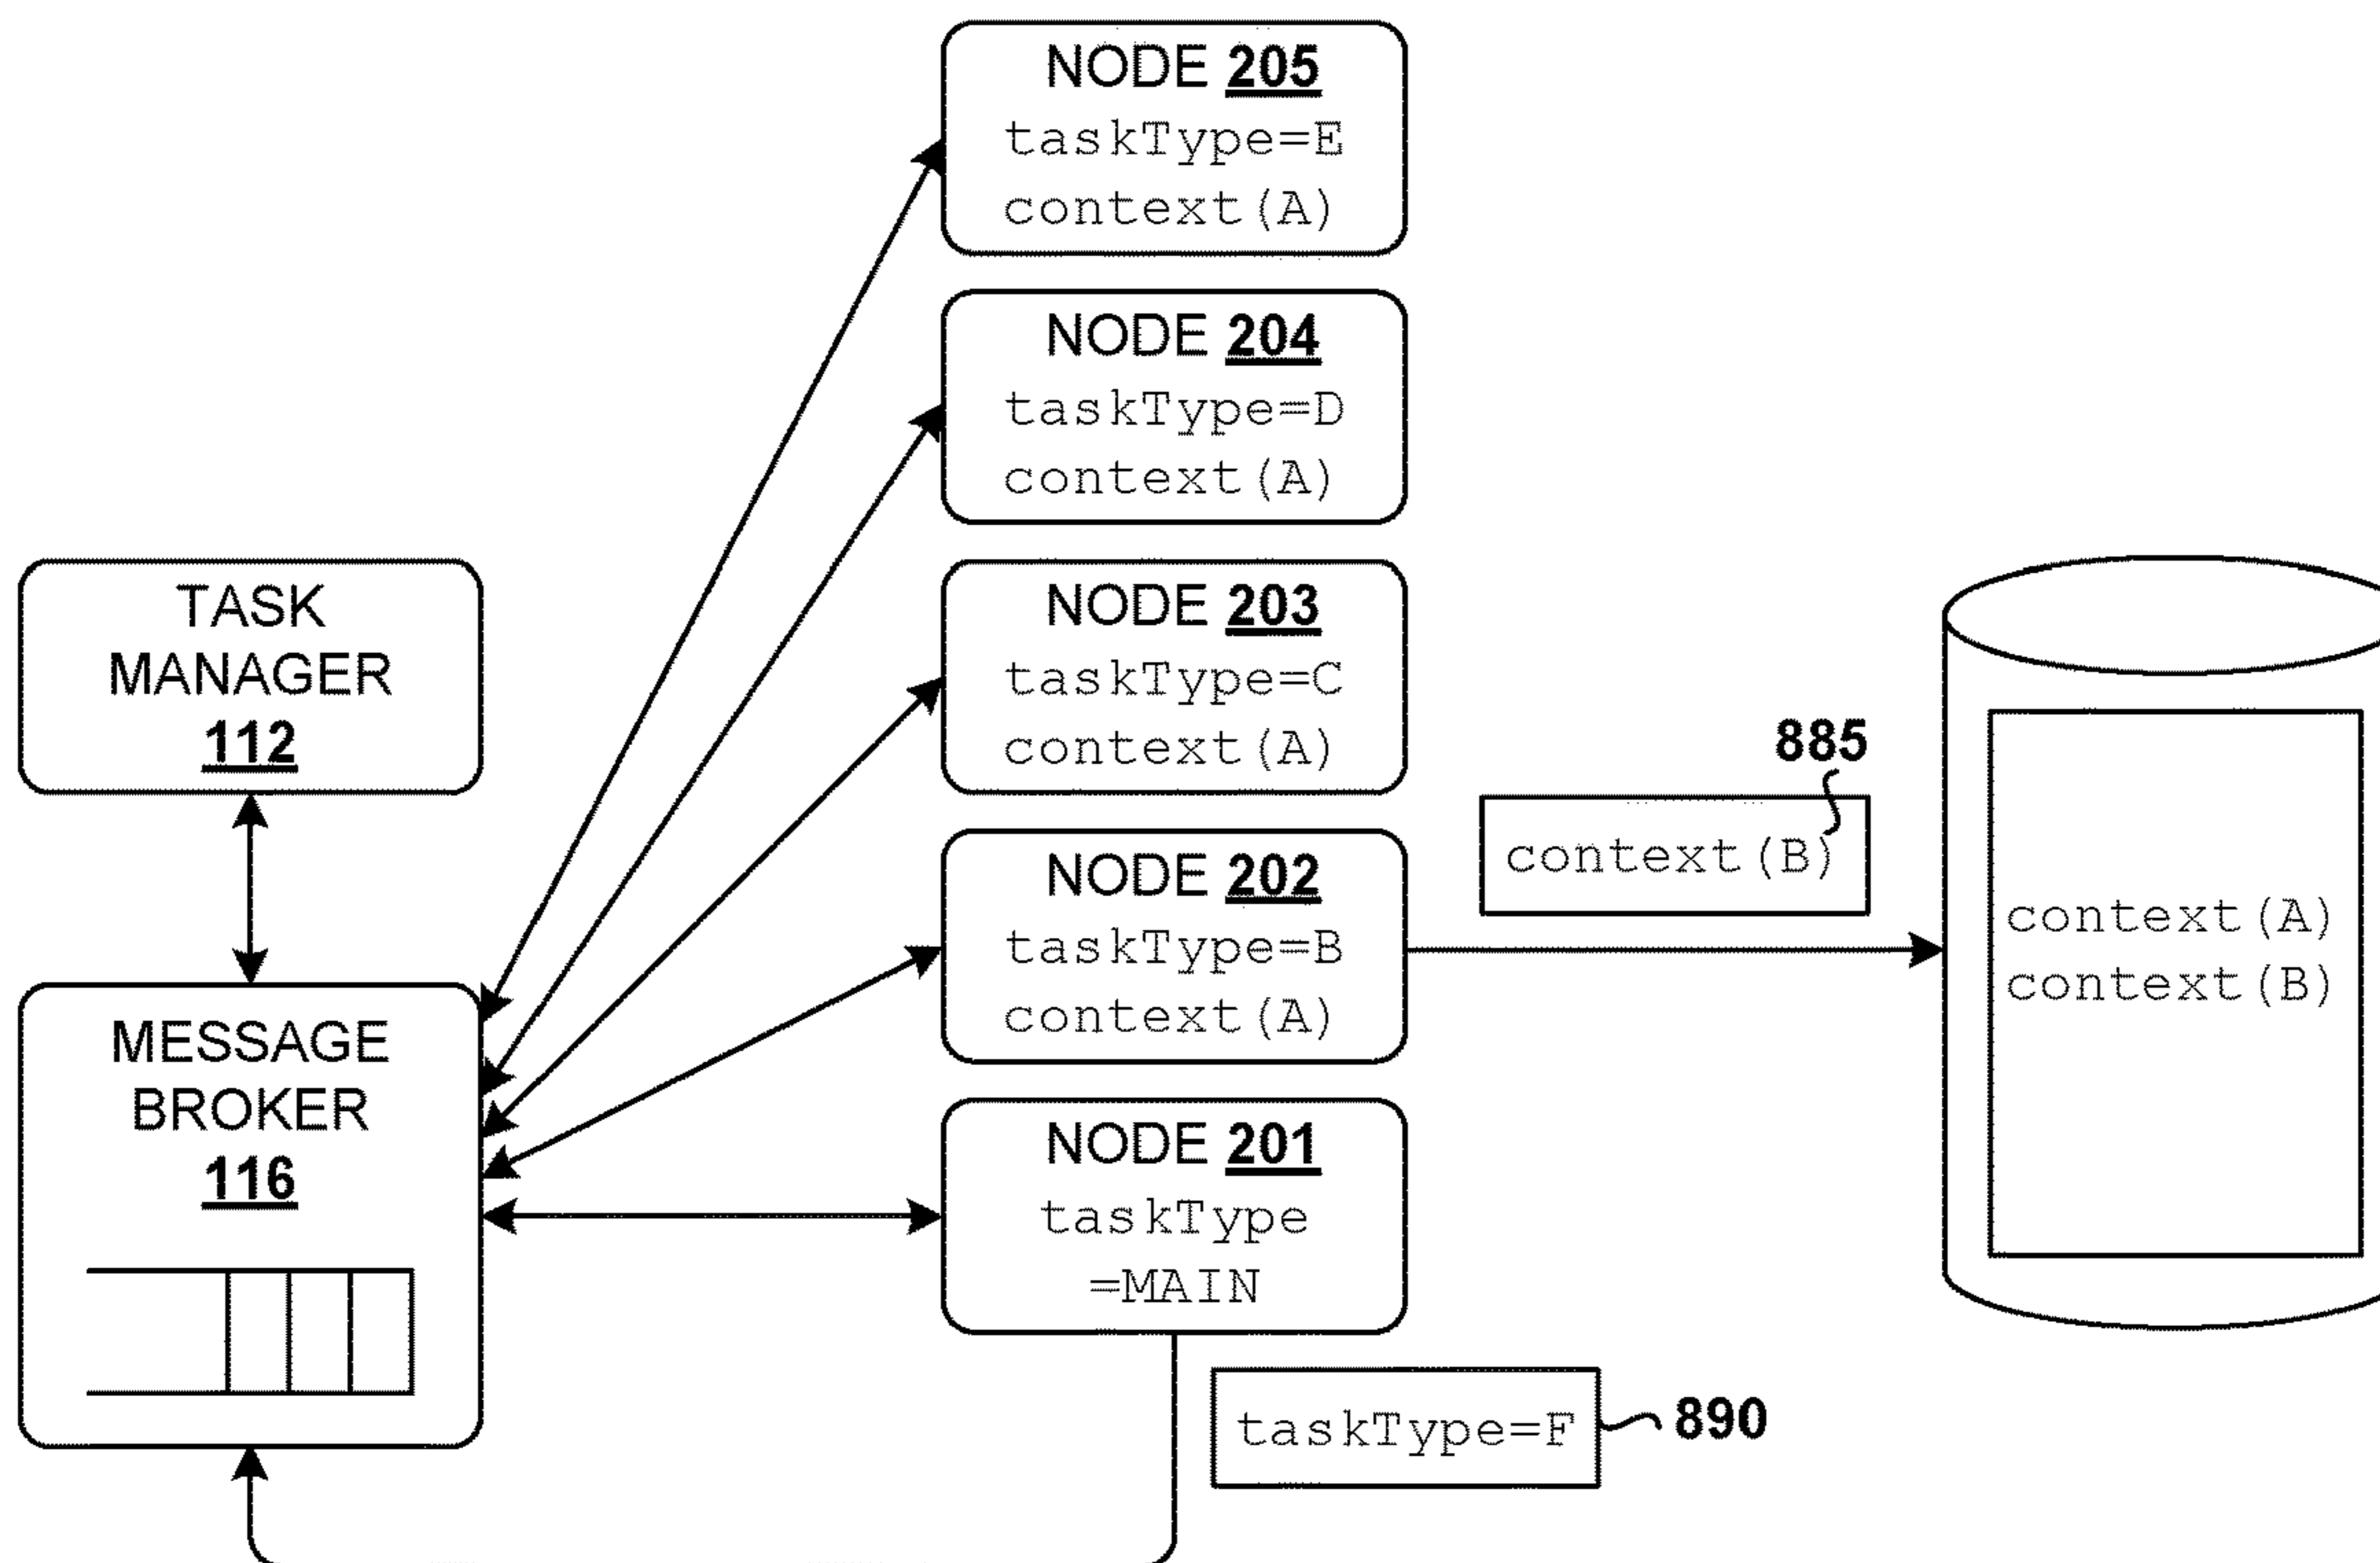 NODE 205
taskType=E
context(A)
NODE 204
taskType=D
context(A)
TASK
MANAGER
112
NODE 203
taskType=C
context(A)
885
context(B)
NODE 202
taskType=B
context(A)
context(A)
context(B)
MESSAGE
BROKER
116
NODE 201
taskType
=MAIN
taskType=F
890